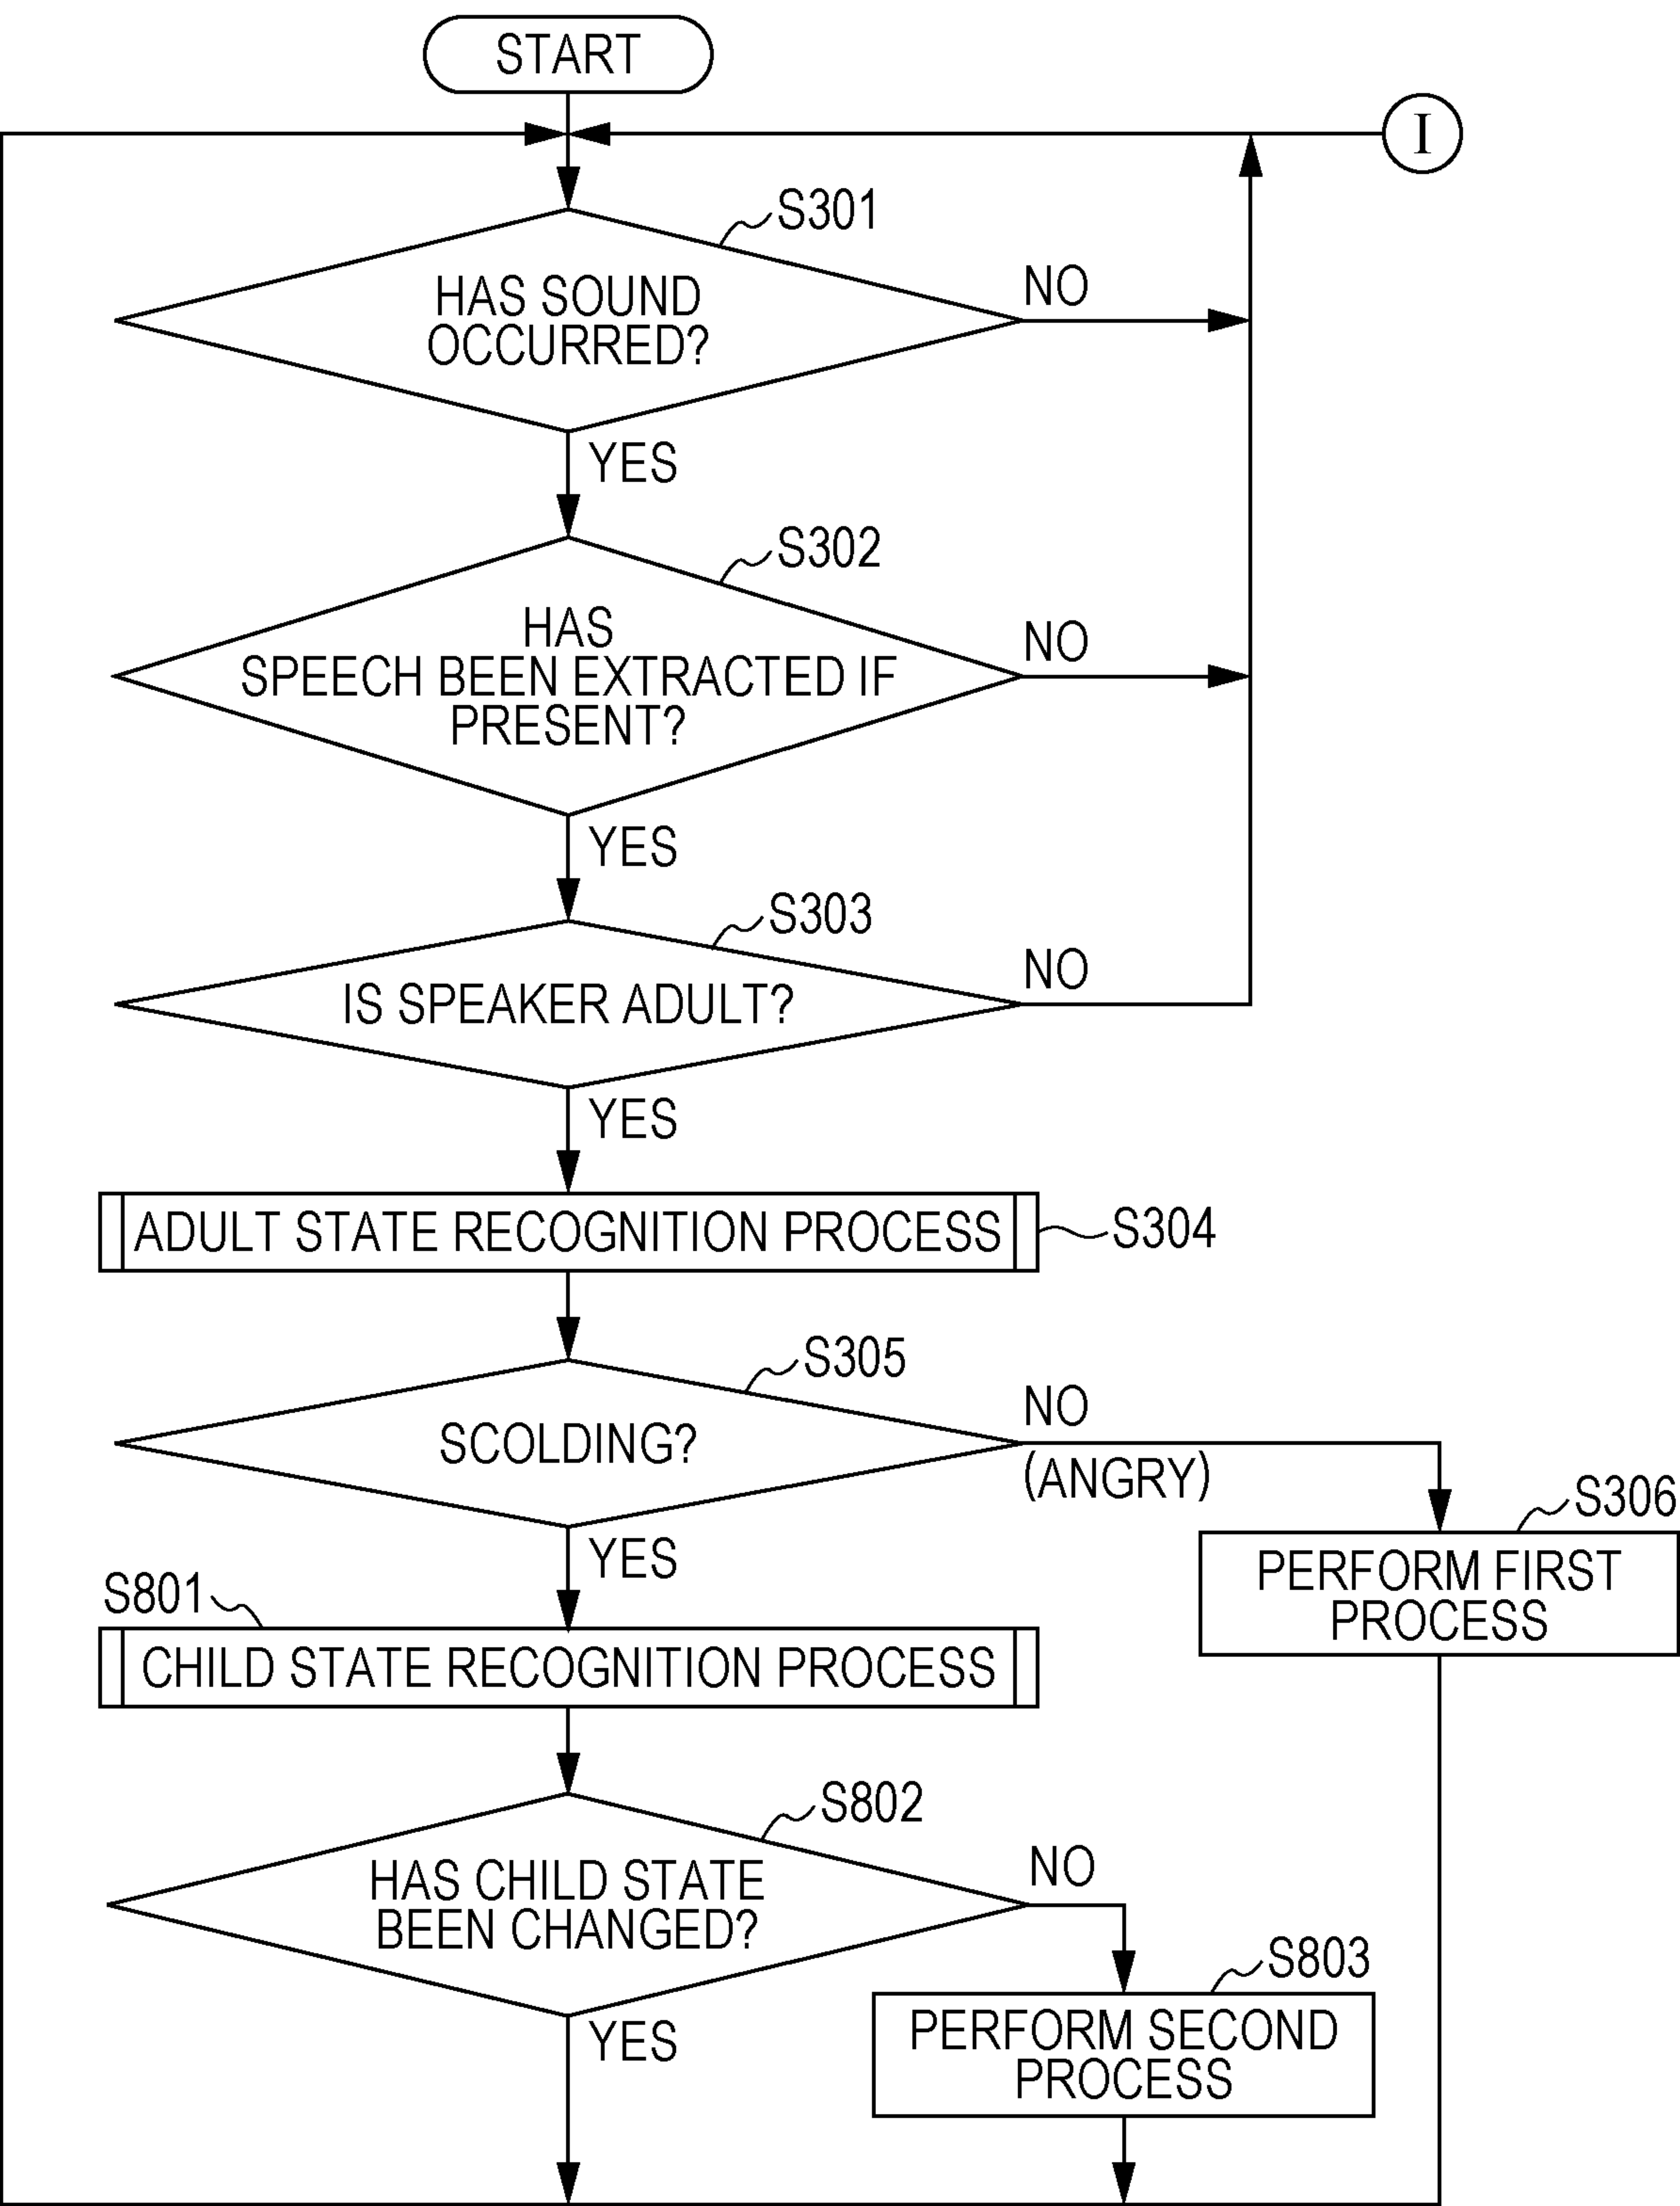 START
I
S301
HAS SOUND
OCCURRED?
NO
YES
S302
HAS
SPEECH BEEN EXTRACTED IF
PRESENT?
NO
YES
S303
IS SPEAKER ADULT?
NO
YES
ADULT STATE RECOGNITION PROCESS
S304
S305
SCOLDING?
NO
(ANGRY)
YES
S306
PERFORM FIRST
PROCESS
S801
CHILD STATE RECOGNITION PROCESS
S802
HAS CHILD STATE
BEEN CHANGED?
NO
YES
S803
PERFORM SECOND
PROCESS